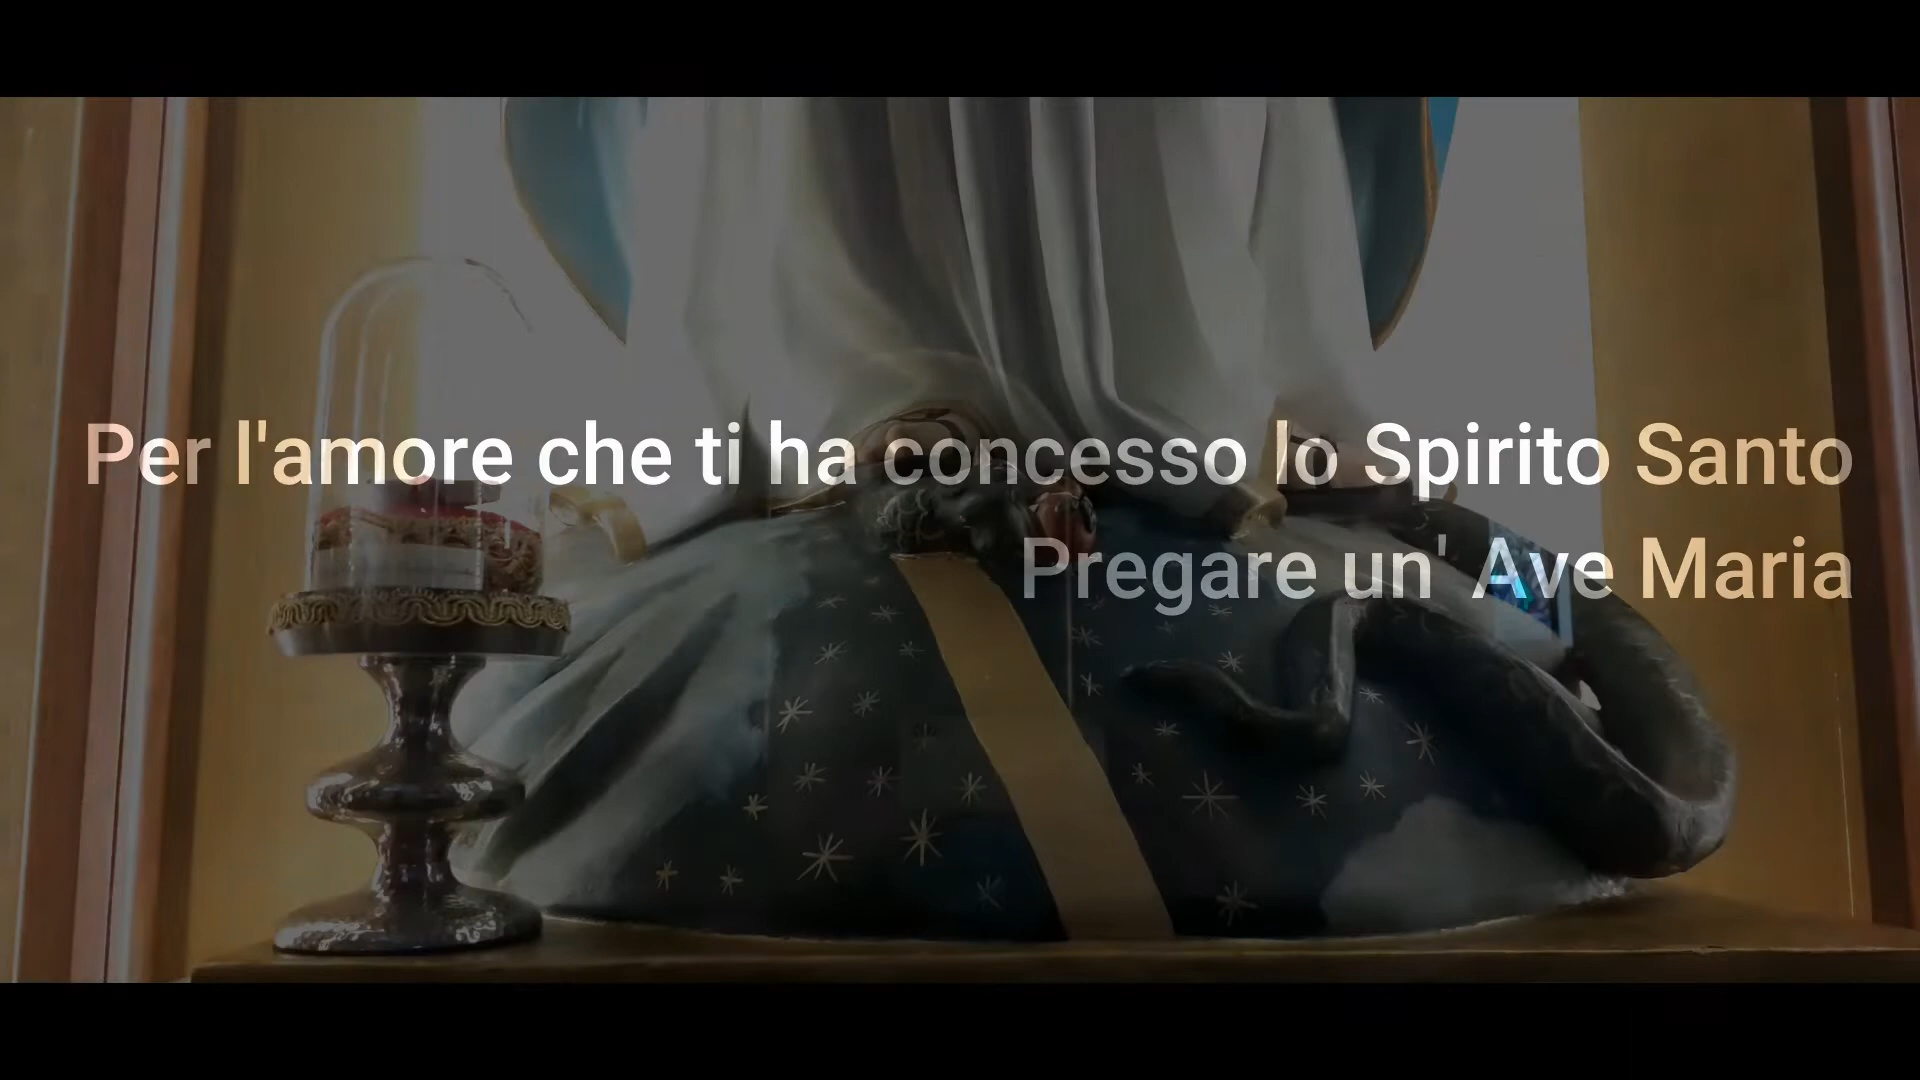 Per l'amore che ti ha concesso lo Spirito Santo
Pregare un' Ave Maria